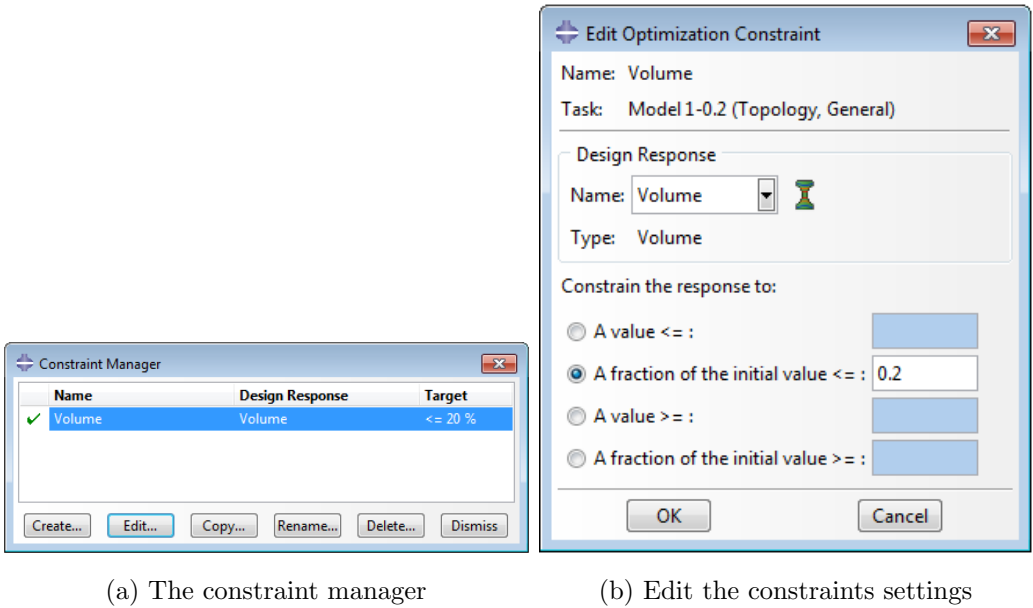 Constraint Manager
Name Design Response Target
Volume Volume <= 20 %
Create... Edit... Copy... Rename... Delete... Dismiss
(a) The constraint manager
Edit Optimization Constraint
Name: Volume
Task: Model 1-0.2 (Topology, General)
Design Response
Name: Volume
Type: Volume
Constrain the response to:
A value <= :
A fraction of the initial value <= : 0.2
A value >= :
A fraction of the initial value >= :
OK Cancel
(b) Edit the constraints settings